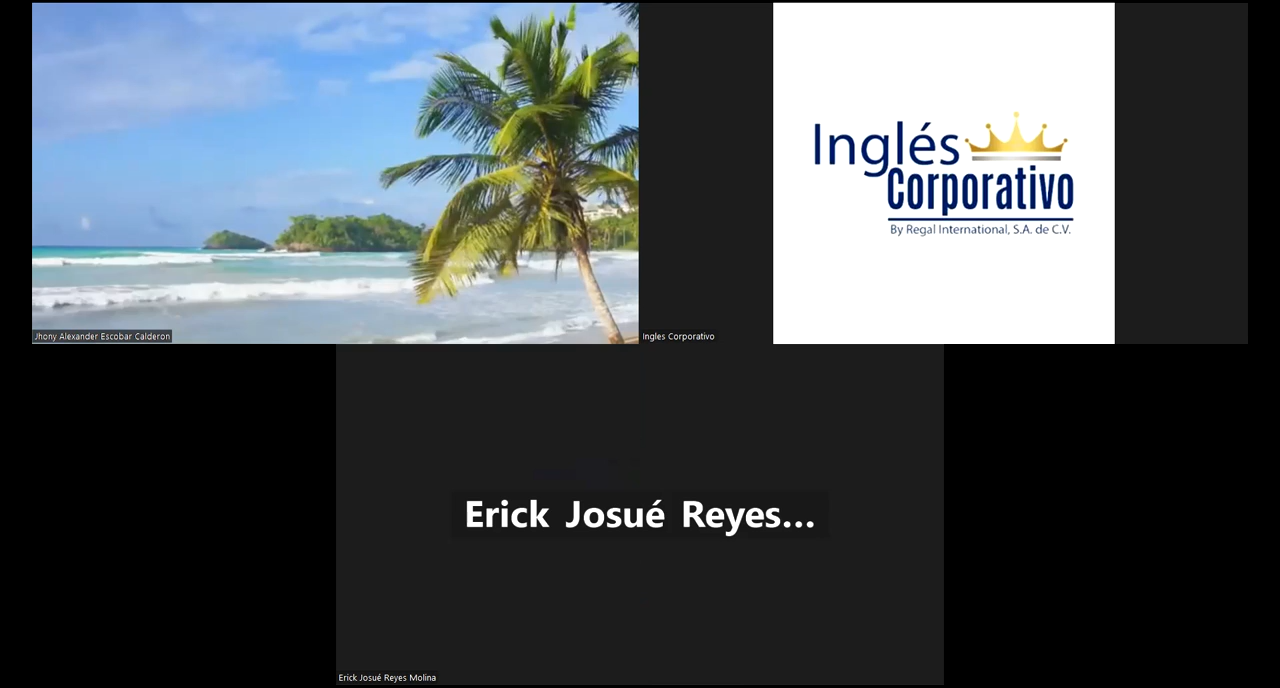 Inglés
Corporativo
By Regal International, S.A. de C.V.
Jhony Alexander Escobar Calderon
Ingles Corporativo
Erick Josué Reyes...
Erick Josué Reyes Molina